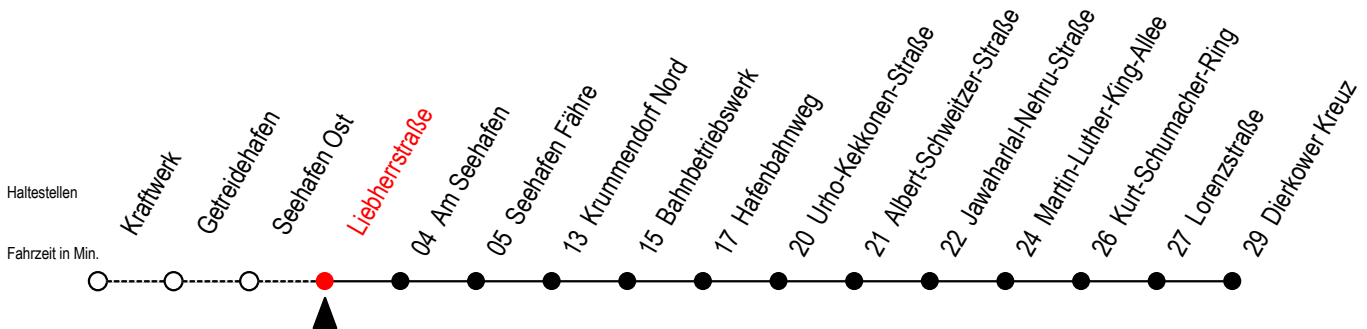 Haltestellen
Fahrzeit in Min.
Kraftwerk
Getreidehafen
Seehafen Ost
Liebherrstraße
04 Am Seehafen
05 Seehafen Fähre
13 Krummendorf Nord
15 Bahnbetriebswerk
17 Hafenbahnweg
20 Urho-Kekkonen-Straße
21 Albert-Schweitzer-Straße
22 Jawaharlal-Nehru-Straße
24 Martin-Luther-King-Allee
26 Kurt-Schumacher-Ring
27 Lorenzstraße
29 Dierkower Kreuz